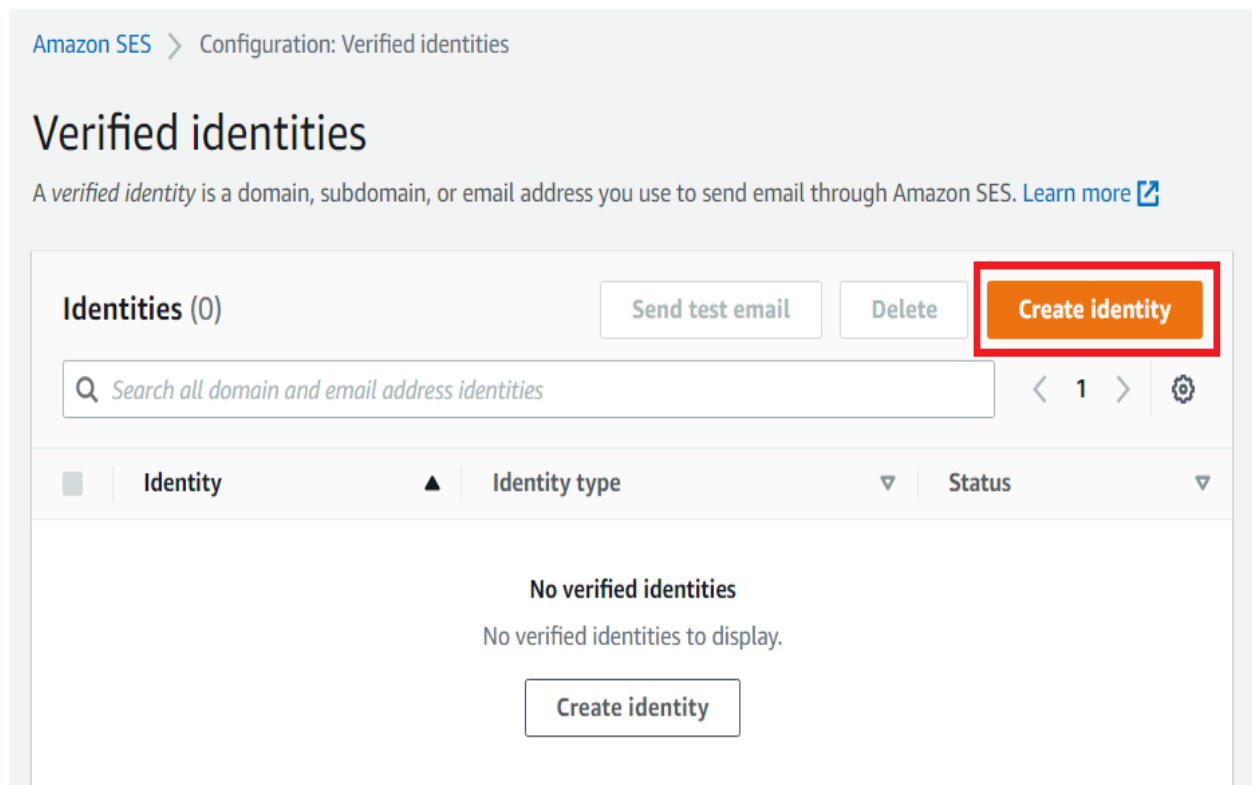 Amazon SES > Configuration: Verified identities
Verified identities
A verified identity is a domain, subdomain, or email address you use to send email through Amazon SES. Learn more
Identities (0) Send test email Delete Create identity
Search all domain and email address identities < 1 >
Identity Identity type Status
No verified identities
No verified identities to display.
Create identity